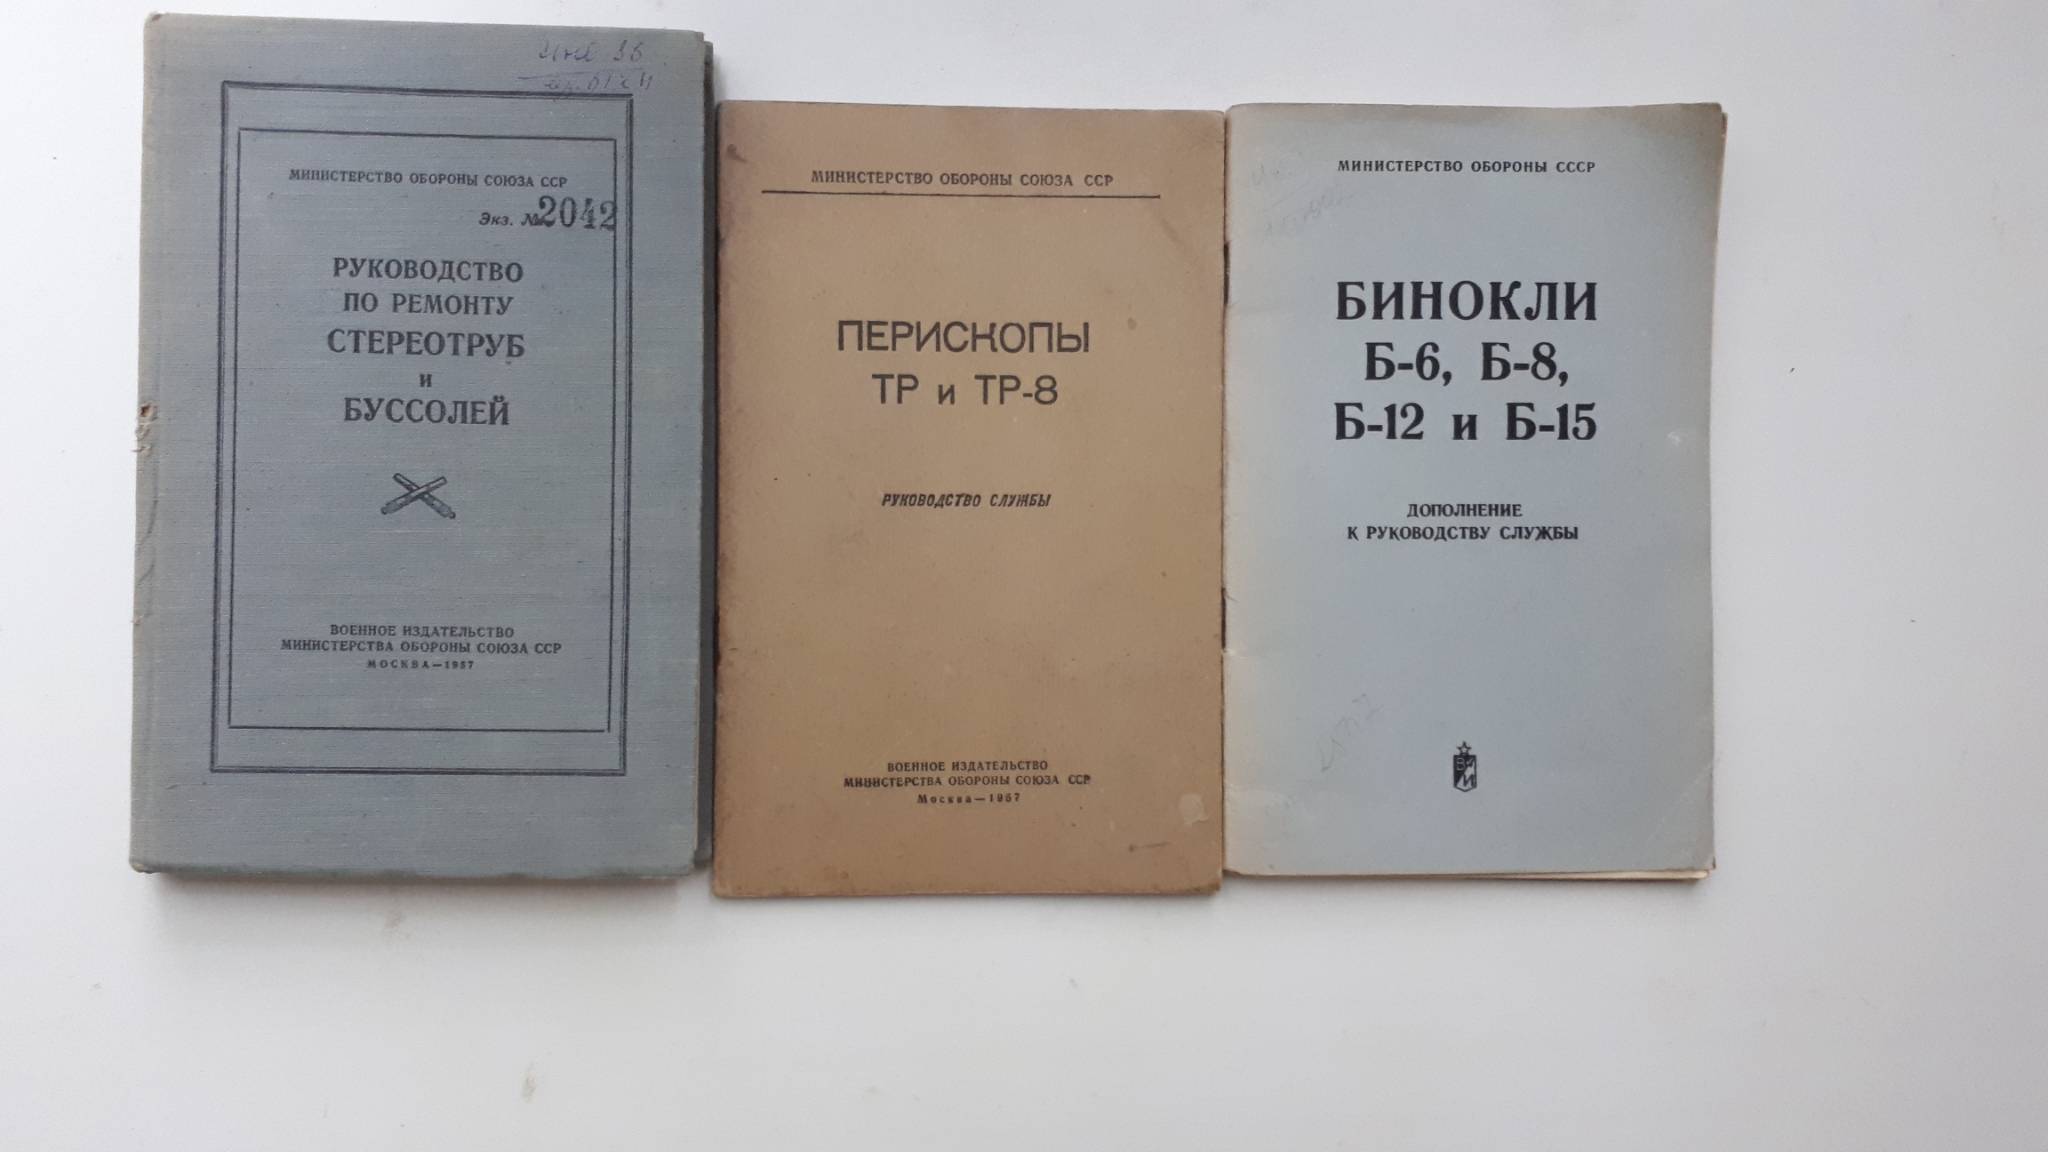 МИНИСТЕРСТВО ОБОРОНЫ СОЮЗА ССР
Экз. №2042
РУКОВОДСТВО
ПО РЕМОНТУ
СТЕРЕОТРУБ
И
БУССОЛЕЙ
ВОЕННОЕ ИЗДАТЕЛЬСТВО
МИНИСТЕРСТВА ОБОРОНЫ СОЮЗА ССР
МОСКВА—1957
МИНИСТЕРСТВО ОБОРОНЫ СОЮЗА ССР
ПЕРИСКОПЫ
ТР и ТР-8
РУКОВОДСТВО СЛУЖБЫ
ВОЕННОЕ ИЗДАТЕЛЬСТВО
МИНИСТЕРСТВА ОБОРОНЫ СОЮЗА ССР
Москва—1957
МИНИСТЕРСТВО ОБОРОНЫ СССР
БИНОКЛИ
Б-6, Б-8,
Б-12 и Б-15
ДОПОЛНЕНИЕ
К РУКОВОДСТВУ СЛУЖБЫ